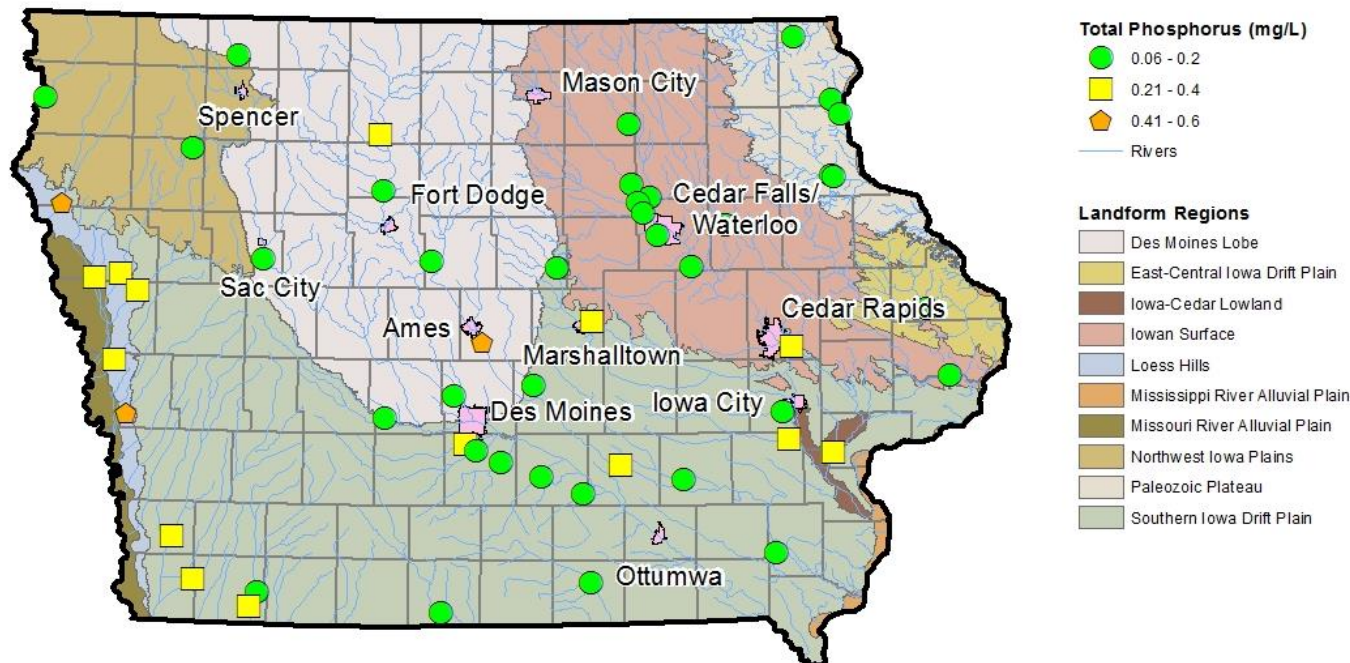 Total Phosphorus (mg/L)
0.06 - 0.2
0.21 - 0.4
0.41 - 0.6
Rivers
Landform Regions
Des Moines Lobe
East-Central Iowa Drift Plain
Iowa-Cedar Lowland
Iowan Surface
Loess Hills
Mississippi River Alluvial Plain
Missouri River Alluvial Plain
Northwest Iowa Plains
Paleozoic Plateau
Southern Iowa Drift Plain
Mason City
Spencer
Fort Dodge
Cedar Falls/
Waterloo
Sac City
Cedar Rapids
Ames
Marshalltown
Des Moines
Iowa City
Ottumwa